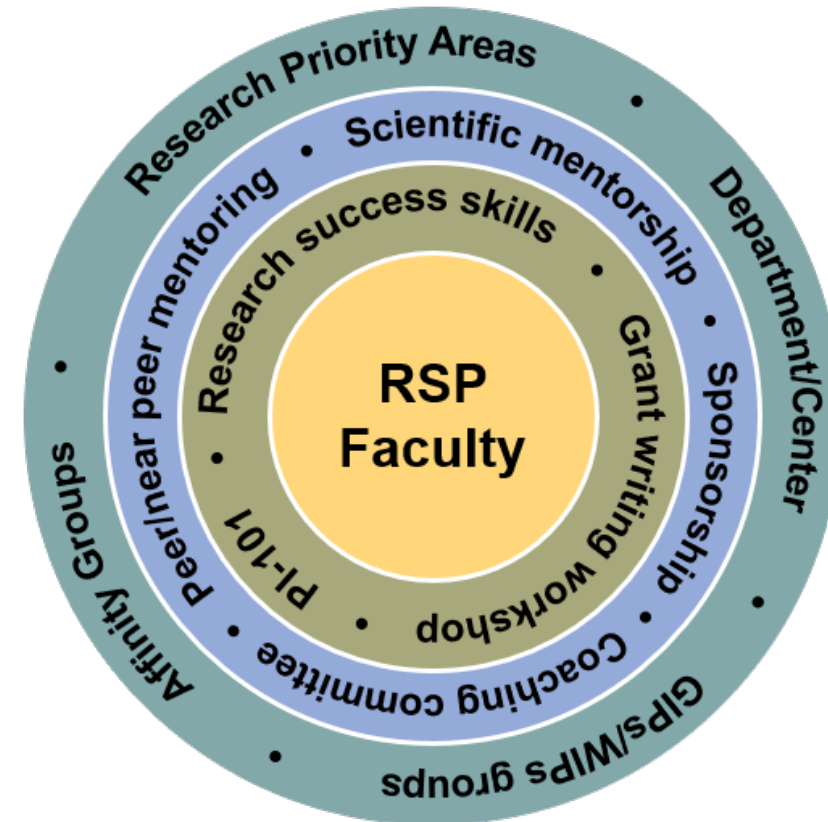 Research Priority Areas
•
Department/Center
•
GIPs/WIPs groups
•
Affinity Groups
•
Scientific mentorship
•
Sponsorship
•
Coaching committee
•
Peer/near peer mentoring
•
Research success skills
•
Grant writing workshop
•
PI-101
•
RSP
Faculty